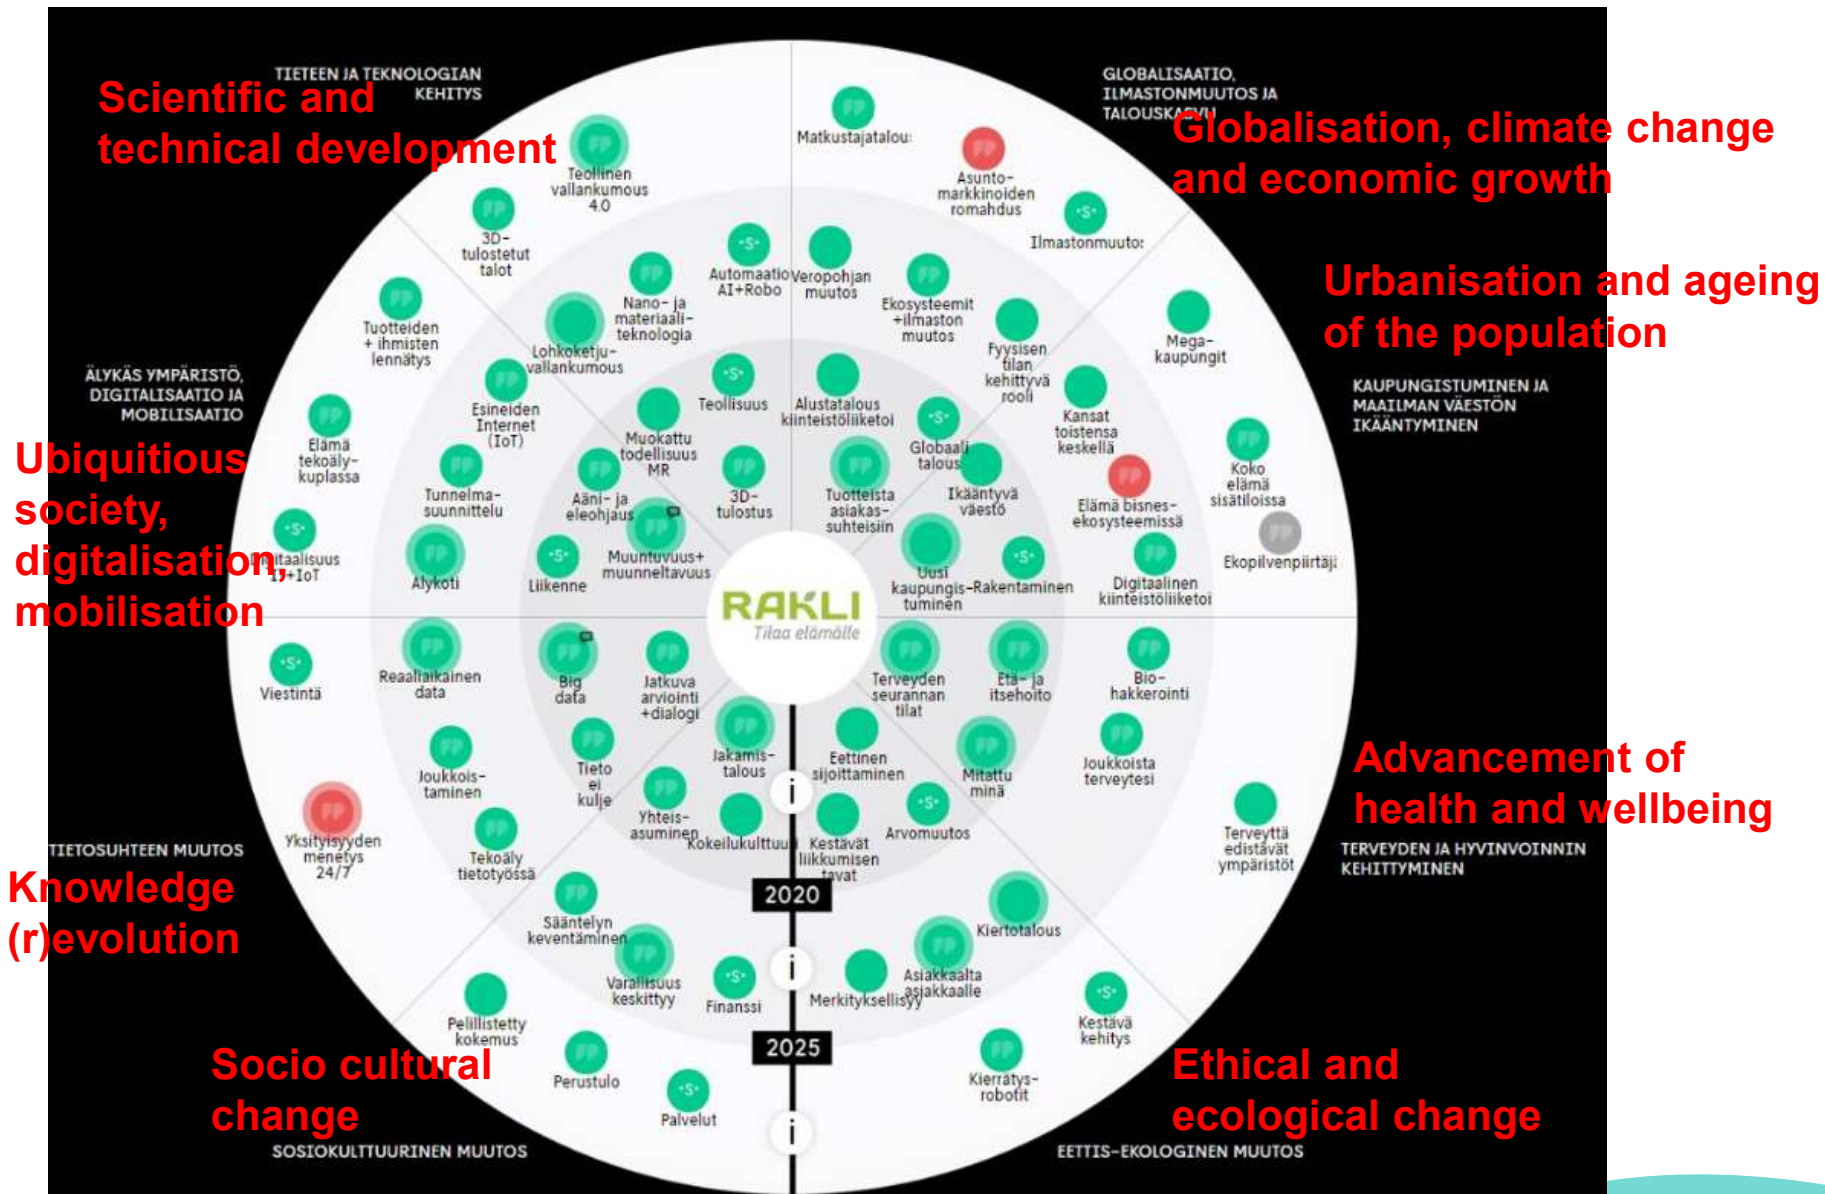 TIETEEN JA TEKNOLOGIAN
KEHITYS
Scientific and
technical development
GLOBALISAATIO,
ILMASTONMUUTOS JA
TALOUSKASVU
Globalisation, climate change
and economic growth
Urbanisation and ageing
of the population
KAUPUNGISTUMINEN JA
MAAILMAN VÄESTÖN
IKÄÄNTYMINEN
ÄLYKÄS YMPÄRISTÖ,
DIGITALISAATIO JA
MOBILISAATIO
Ubiquitious
society,
digitalisation,
mobilisation
TIETOSUHTEEN MUUTOS
Knowledge
(r)evolution
Socio cultural
change
SOSIOKULTTUURINEN MUUTOS
Ethical and
ecological change
EETTIS-EKOLOGINEN MUUTOS
Advancement of
health and wellbeing
TERVEYDEN JA HYVINVOINNIN
KEHITTYMINEN
Teollinen
vallankumous
4.0
3D-
tulostetut
talot
Nano- ja
materiaali-
teknologia
Automaatio
AI+Robo
Lohkoketju-
vallankumous
Teollisuus
Muokattu
todellisuus
MR
3D-
tulostus
Matkustajatalou
Asunto-
markkinoiden
romahdus
Ilmastonmuutos
Veropohjan
muutos
Ekosysteemit
+ilmaston
muutos
Fyysisen
tilan
kehittyvä
rooli
Alustatalous
kiinteistöliiketoi
Globaali
talous
Tuotteista
asiakas-
suhteisiin
Mega-
kaupungit
Kansat
toistensa
keskellä
Koko
elämä
sisätiloissa
Elämä bisnes-
ekosysteemissä
Ekopilvenpiirtäjä
Ikääntyvä
väestö
Uusi
kaupungis-
tuminen
Rakentaminen
Digitaalinen
kiinteistöliiketoi
Tuotteiden
+ ihmisten
lennätys
Elämä
tekoäly-
kuplassa
Digitaalisuus
IT+IoT
Esineiden
Internet
(IoT)
Tunnelma-
suunnittelu
Älykoti
Ääni- ja
eleohjaus
Liikenne
Muuntuvuus+
muunneltavuus
RAKLI
Tilaa elämälle
Viestintä
Reaaliaikainen
data
Big
data
Jatkuva
arviointi
+dialogi
Joukkois-
taminen
Tieto
ei
kulje
Yksityisyyden
menetys
24/7
Tekoäly
tietotyössä
Jakamis-
talous
Yhteis-
asuminen
Kokeilukulttuuri
Sääntelyn
keventäminen
Varallisuus
keskittyy
Finanssi
Pelillistetty
kokemus
Perustulo
Palvelut
Terveyden
seurannan
tilat
Etä- ja
itsehoito
Bio-
hakkerointi
Mitattu
minä
Joukkoista
terveytesi
Terveyttä
edistävät
ympäristöt
Eettinen
sijoittaminen
Kestävät
liikkumisen
tavat
Arvomuutos
Kiertotalous
Asiakkaalta
asiakkaalle
Merkityksellisyy
Kestävä
kehitys
Kierrätys-
robotit
2020
2025